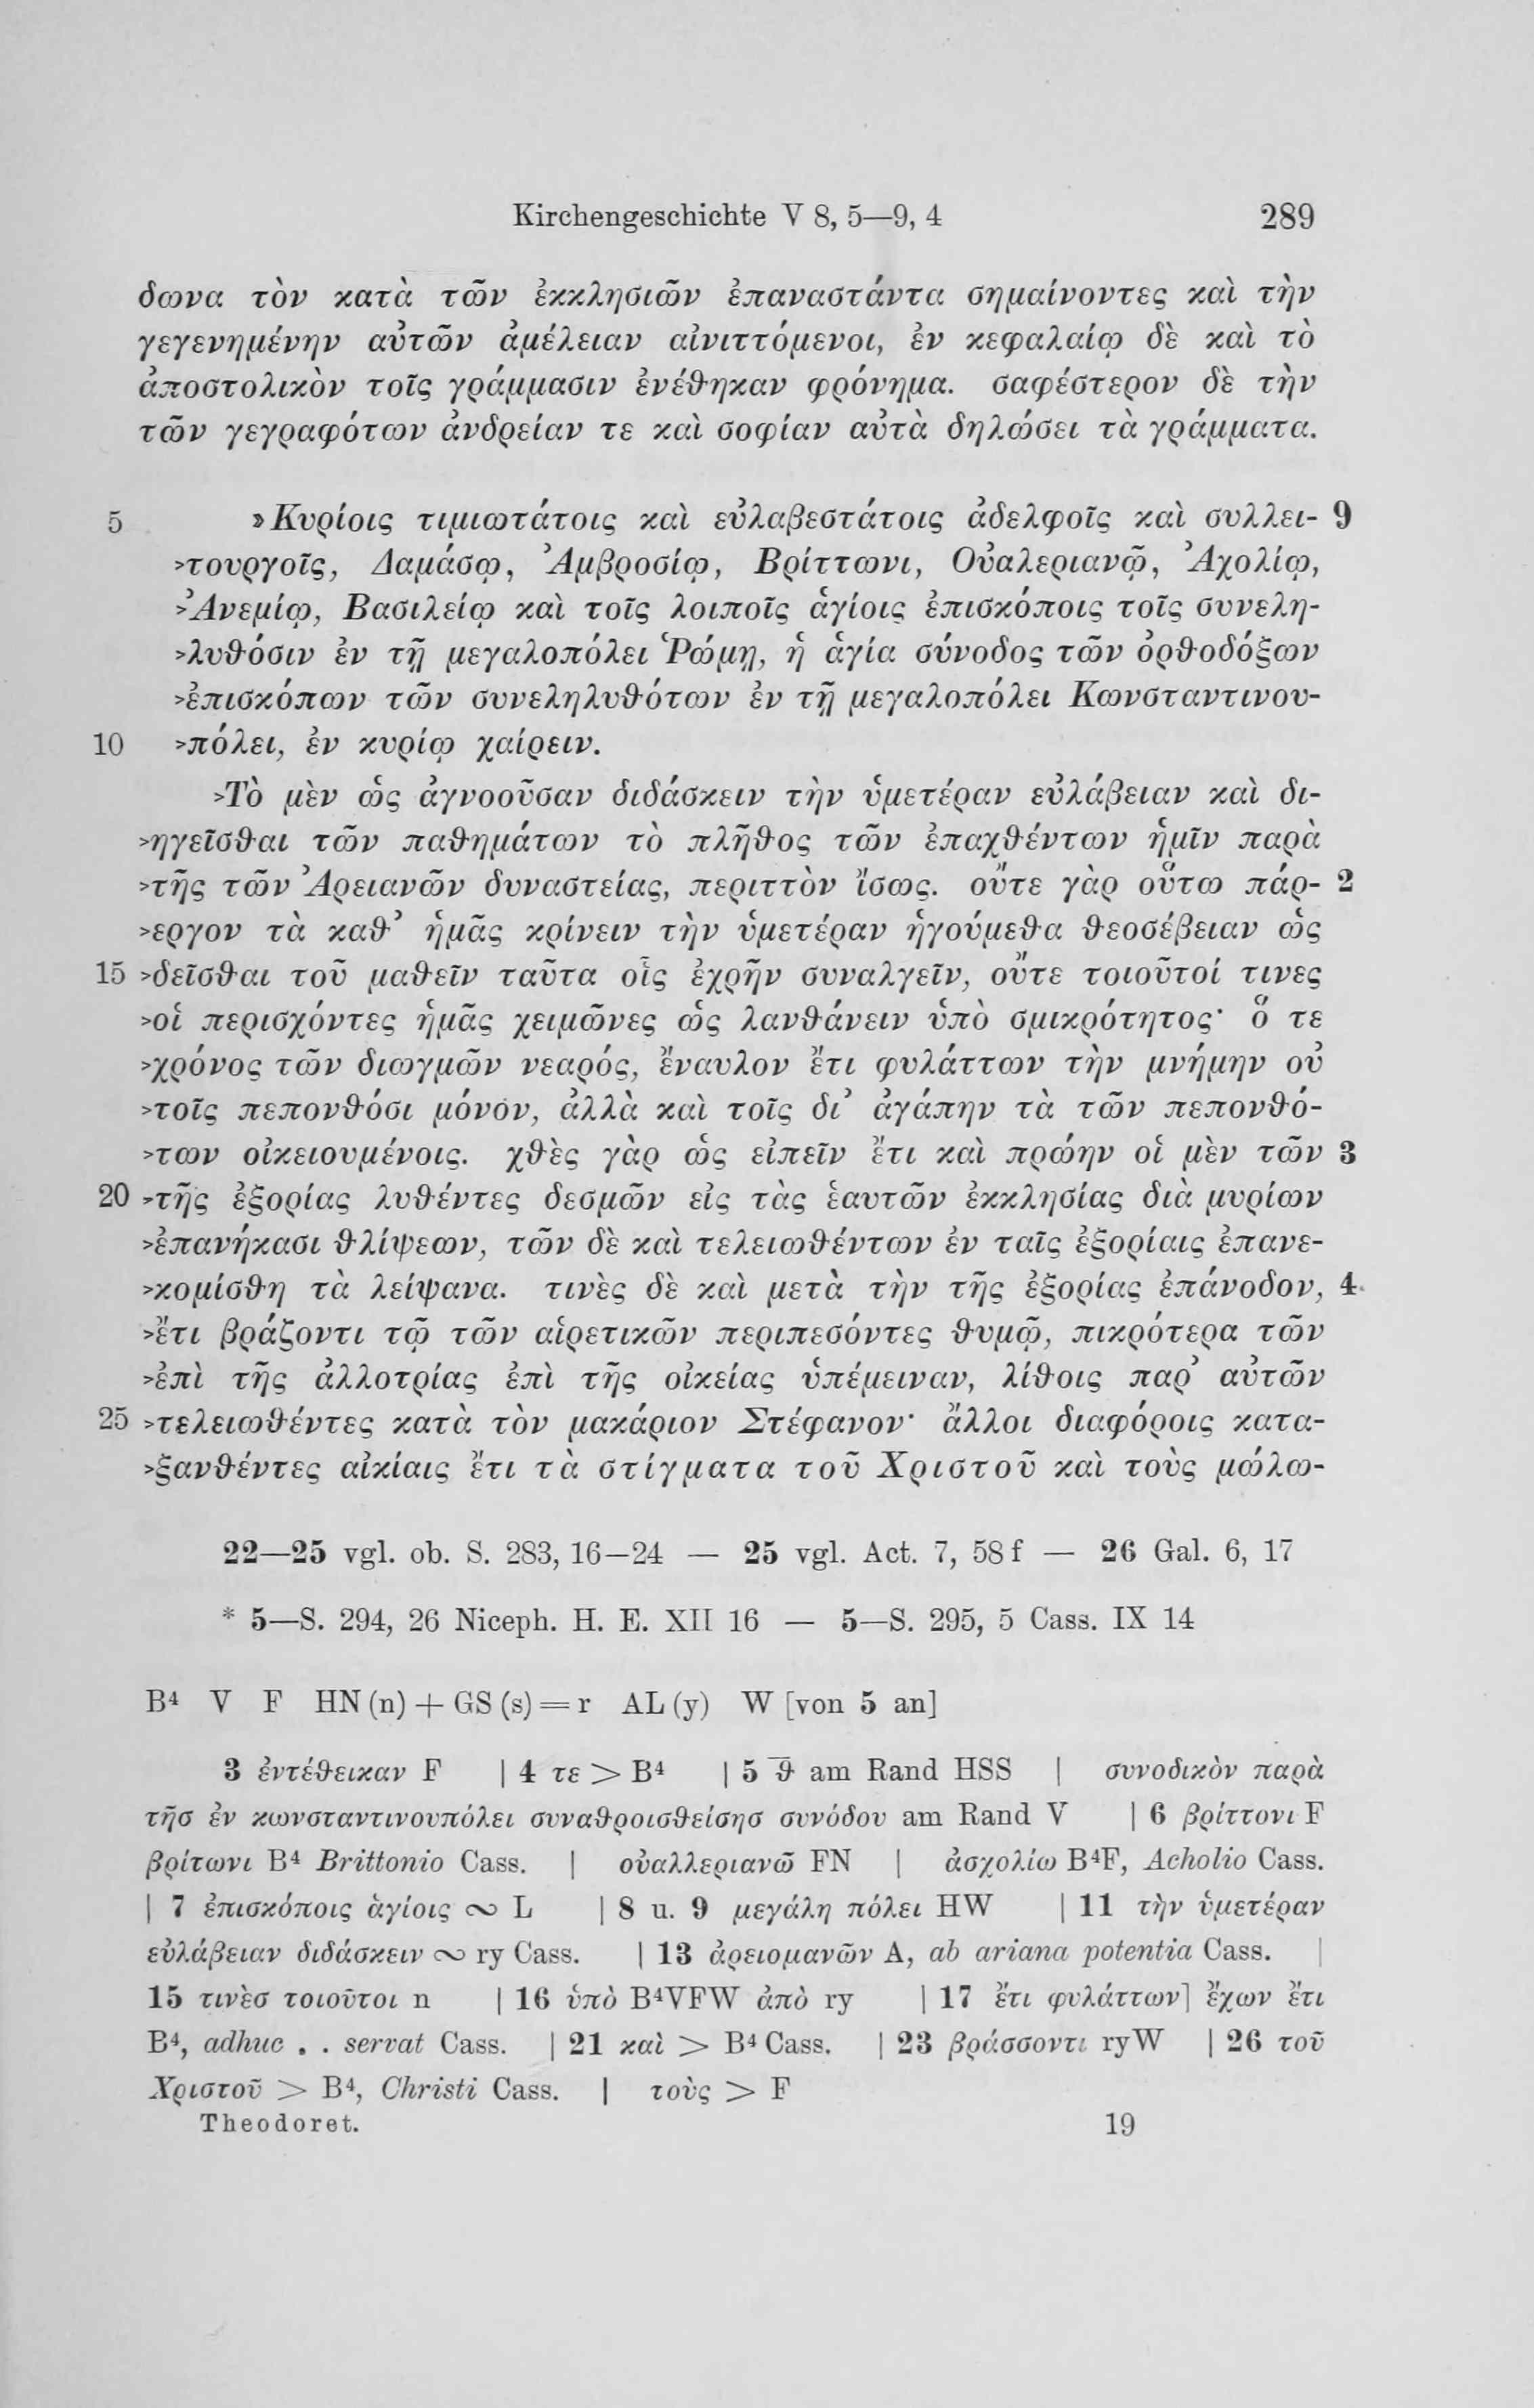 Kirchengeschichte V 8, 5—9, 4 289
δωνα τὸν κατὰ τῶν ἐκκλησιῶν ἐπαναστάντα σημαίνοντες καὶ τὴν
γεγενημένην αὐτῶν ἀμέλειαν αἰνιττόμενοι, ἐν κεφαλαίῳ δὲ καὶ τὸ
ἀποστολικὸν τοῖς γράμμασιν ἐνέθηκαν φρόνημα. σαφέστερον δὲ τὴν
τῶν γεγραφότων ἀνδρείαν τε καὶ σοφίαν αὐτὰ δηλώσει τὰ γράμματα.
5 »Κυρίοις τιμιωτάτοις καὶ εὐλαβεστάτοις ἀδελφοῖς καὶ συλλει- 9
>τουργοῖς, Δαμάσῳ, Ἀμβροσίῳ, Βρίττωνι, Οὐαλεριανῷ, Ἀχολίῳ,
>Ἀνεμίῳ, Βασιλείῳ καὶ τοῖς λοιποῖς ἁγίοις ἐπισκόποις τοῖς συνελη-
>λυθόσιν ἐν τῇ μεγαλοπόλει Ῥώμῃ, ἡ ἁγία σύνοδος τῶν ὀρθοδόξων
>ἐπισκόπων τῶν συνεληλυθότων ἐν τῇ μεγαλοπόλει Κωνσταντινου-
10 >πόλει, ἐν κυρίῳ χαίρειν.
>Τὸ μὲν ὡς ἀγνοοῦσαν διδάσκειν τὴν ὑμετέραν εὐλάβειαν καὶ δι-
>ηγεῖσθαι τῶν παθημάτων τὸ πλῆθος τῶν ἐπαχθέντων ἡμῖν παρὰ
>τῆς τῶν Ἀρειανῶν δυναστείας, περιττὸν ἴσως. οὔτε γὰρ οὕτω πάρ- 2
>εργον τὰ καθ’ ἡμᾶς κρίνειν τὴν ὑμετέραν ἡγούμεθα θεοσέβειαν ὡς
15 >δεῖσθαι τοῦ μαθεῖν ταῦτα οἷς ἐχρῆν συναλγεῖν, οὔτε τοιοῦτοί τινες
>οἱ περισχόντες ἡμᾶς χειμῶνες ὡς λανθάνειν ὑπὸ σμικρότητος· ὅ τε
>χρόνος τῶν διωγμῶν νεαρός, ἔναυλον ἔτι φυλάττων τὴν μνήμην οὐ
>τοῖς πεπονθόσι μόνον, ἀλλὰ καὶ τοῖς δι’ ἀγάπην τὰ τῶν πεπονθό-
>των οἰκειουμένοις. χθὲς γὰρ ὡς εἰπεῖν ἔτι καὶ πρώην οἱ μὲν τῶν 3
20 >τῆς ἐξορίας λυθέντες δεσμῶν εἰς τὰς ἑαυτῶν ἐκκλησίας διὰ μυρίων
>ἐπανήκασι θλίψεων, τῶν δὲ καὶ τελειωθέντων ἐν ταῖς ἐξορίαις ἐπανε-
>κομίσθη τὰ λείψανα. τινὲς δὲ καὶ μετὰ τὴν τῆς ἐξορίας ἐπάνοδον, 4
>ἔτι βράζοντι τῷ τῶν αἱρετικῶν περιπεσόντες θυμῷ, πικρότερα τῶν
>ἐπὶ τῆς ἀλλοτρίας ἐπὶ τῆς οἰκείας ὑπέμειναν, λίθοις παρ’ αὐτῶν
25 >τελειωθέντες κατὰ τὸν μακάριον Στέφανον· ἄλλοι διαφόροις κατα-
>ξανθέντες αἰκίαις ἔτι τὰ στίγματα τοῦ Χριστοῦ καὶ τοὺς μώλω-
22—25 vgl. ob. S. 283, 16—24 — 25 vgl. Act. 7, 58 f — 26 Gal. 6, 17
* 5—S. 294, 26 Niceph. H. E. XII 16 — 5—S. 295, 5 Cass. IX 14
B⁴ V F HN (n) + GS (s) = r AL (y) W [von 5 an]
3 ἐντέθεικαν F | 4 τε > B⁴ | 5 θ̅ am Rand HSS | συνοδικὸν παρὰ
τῆσ ἐν κωνσταντινουπόλει συναθροισθείσησ συνόδου am Rand V | 6 βρίττονι F
βρίτωνι B⁴ Brittonio Cass. | οὐαλλεριανῶ FN | ἀσχολίω B⁴F, Acholio Cass.
| 7 ἐπισκόποις ἁγίοις ∾ L | 8 u. 9 μεγάλη πόλει HW | 11 τὴν ὑμετέραν
εὐλάβειαν διδάσκειν ∾ ry Cass. | 13 ἀρειομανῶν A, ab ariana potentia Cass. |
15 τινὲσ τοιοῦτοι n | 16 ὑπὸ B⁴VFW ἀπὸ ry | 17 ἔτι φυλάττων] ἔχων ἔτι
B⁴, adhuc . . servat Cass. | 21 καὶ > B⁴ Cass. | 23 βράσσοντι ryW | 26 τοῦ
Χριστοῦ > B⁴, Christi Cass. | τοὺς > F
Theodoret. 19